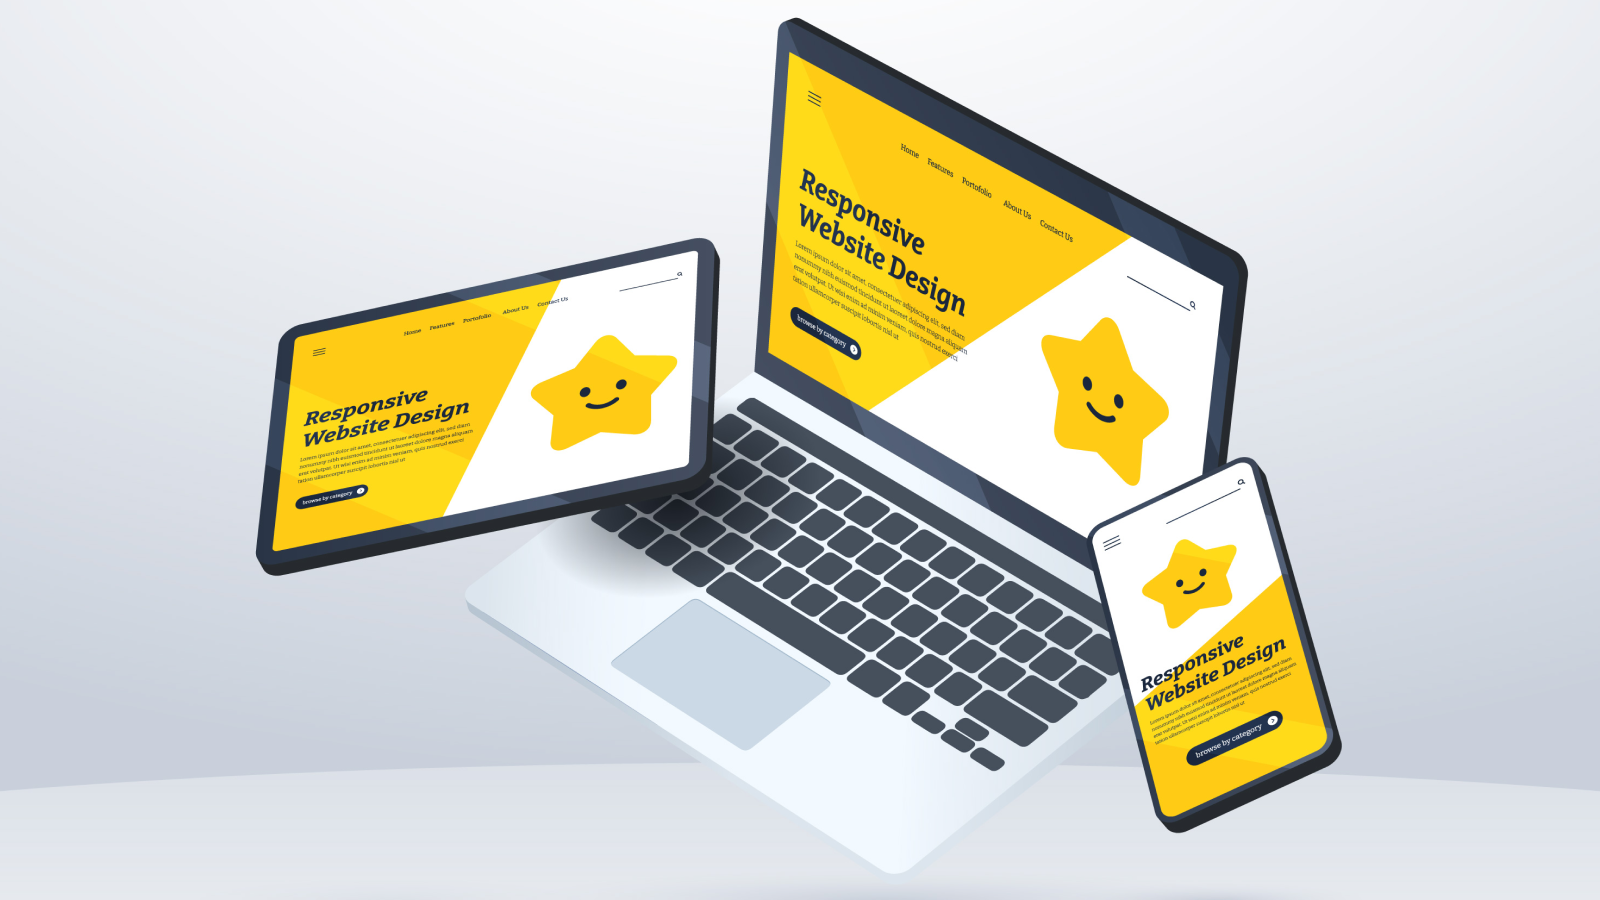 Home Features Portofolio About Us Contact Us
Responsive
Website Design
Lorem ipsum dolor sit amet, consectetuer adipiscing elit, sed diam
nonummy nibh euismod tincidunt ut laoreet dolore magna aliquam
erat volutpat. Ut wisi enim ad minim veniam, quis nostrud exerci
tation ullamcorper suscipit lobortis nisl ut
browse by category
Home Features Portofolio About Us Contact Us
Responsive
Website Design
Lorem ipsum dolor sit amet, consectetuer adipiscing elit, sed diam
nonummy nibh euismod tincidunt ut laoreet dolore magna aliquam
erat volutpat. Ut wisi enim ad minim veniam, quis nostrud exerci
tation ullamcorper suscipit lobortis nisl ut
browse by category
Responsive
Website Design
Lorem ipsum dolor sit amet, consectetuer adipiscing elit, sed diam
nonummy nibh euismod tincidunt ut laoreet dolore magna aliquam
erat volutpat. Ut wisi enim ad minim veniam, quis nostrud exerci
tation ullamcorper suscipit lobortis nisl ut
browse by category